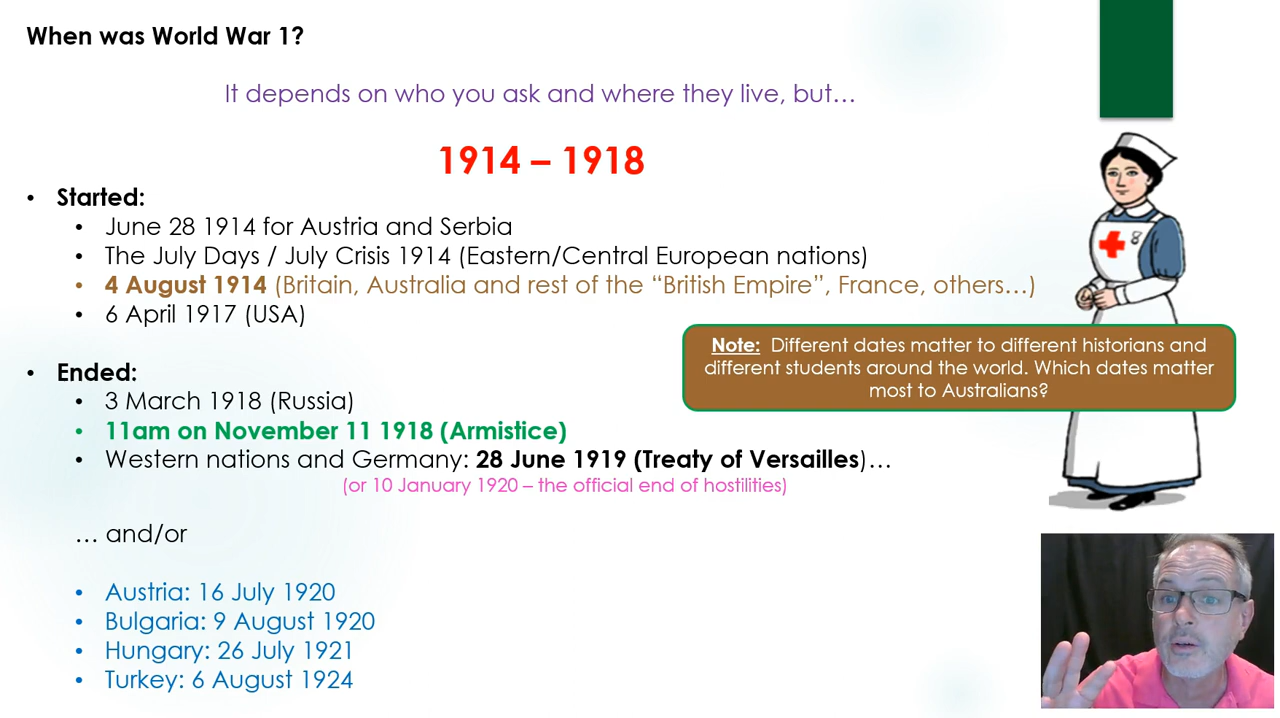 When was World War 1?
It depends on who you ask and where they live, but…
1914 – 1918
• Started:
• June 28 1914 for Austria and Serbia
• The July Days / July Crisis 1914 (Eastern/Central European nations)
• 4 August 1914 (Britain, Australia and rest of the “British Empire”, France, others…)
• 6 April 1917 (USA)
Note: Different dates matter to different historians and
different students around the world. Which dates matter
most to Australians?
• Ended:
• 3 March 1918 (Russia)
• 11am on November 11 1918 (Armistice)
• Western nations and Germany: 28 June 1919 (Treaty of Versailles)…
(or 10 January 1920 – the official end of hostilities)
… and/or
• Austria: 16 July 1920
• Bulgaria: 9 August 1920
• Hungary: 26 July 1921
• Turkey: 6 August 1924